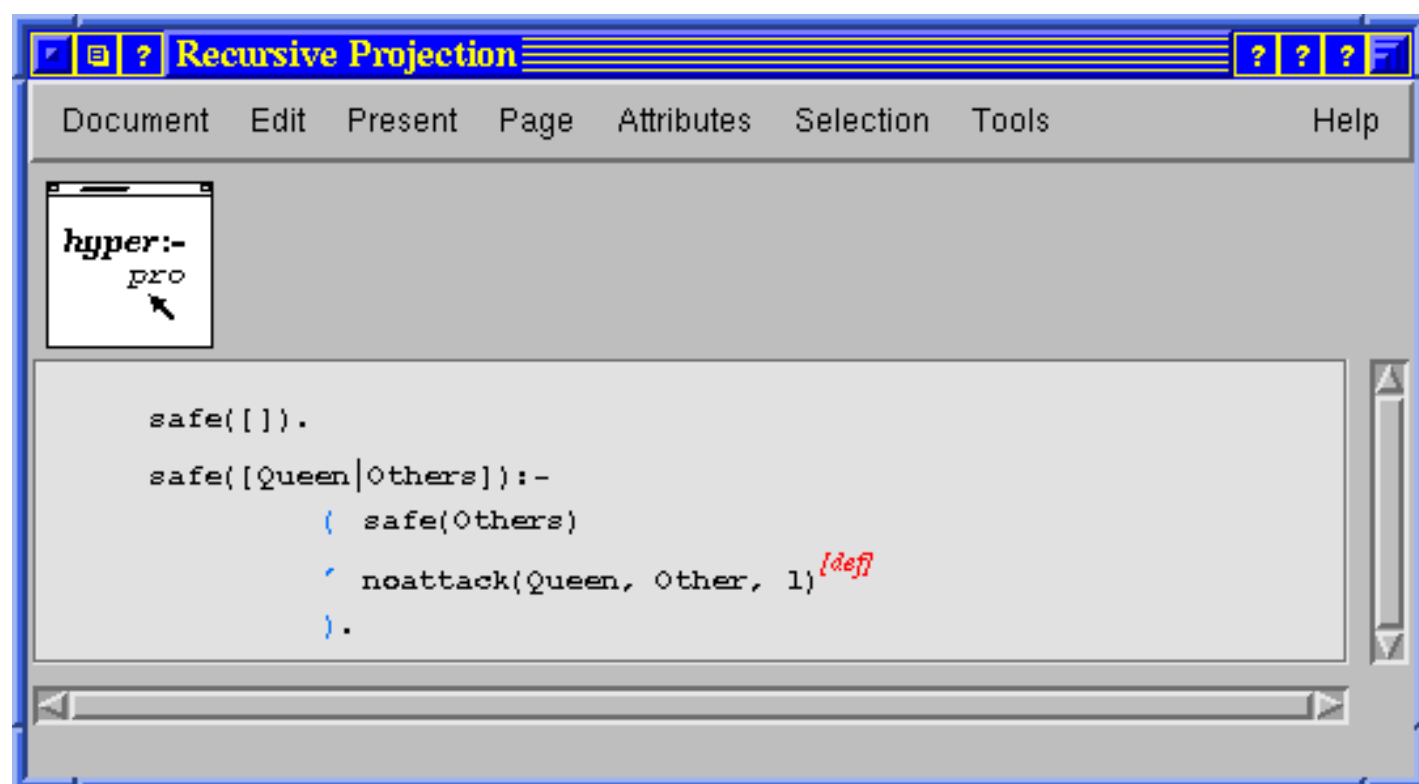 ? Recursive Projection ? ? ?
Document Edit Present Page Attributes Selection Tools Help
hyper:-
pro
safe([]).
safe([Queen|Others]):-
( safe(Others)
, noattack(Queen, Other, 1)[def]
).